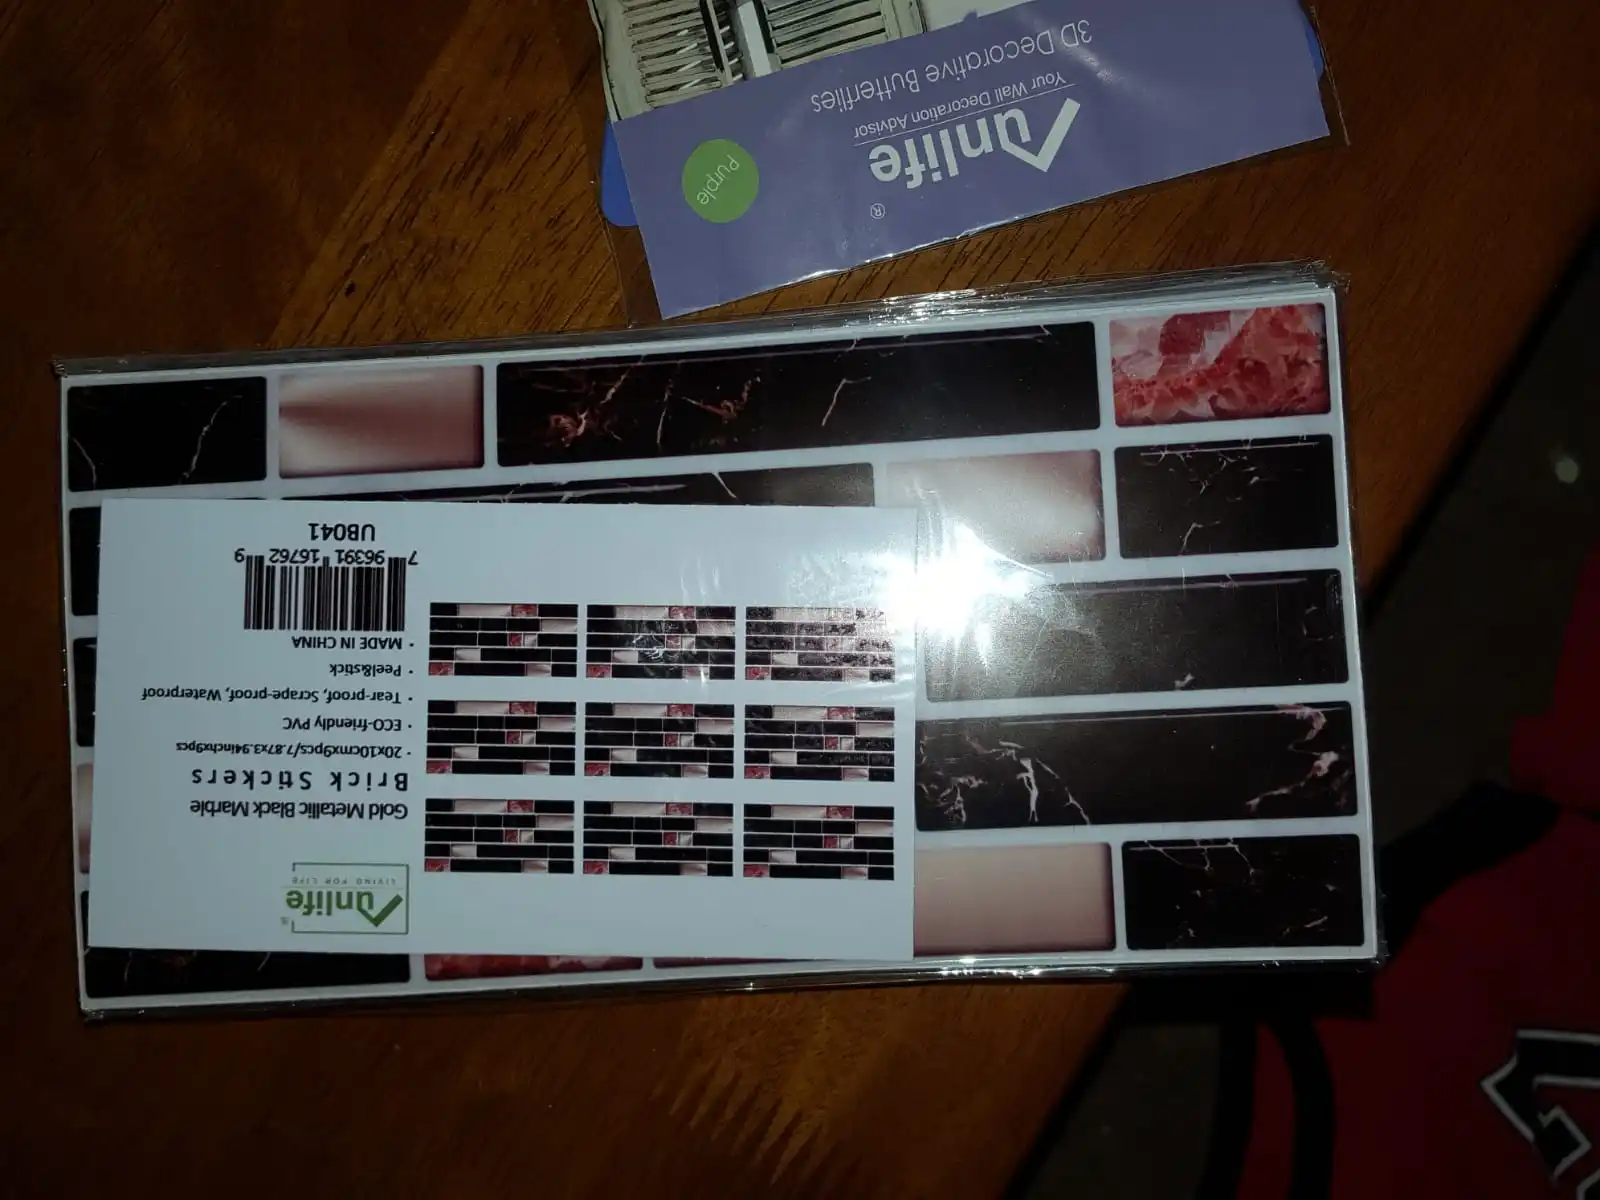 Unlife
LIVING FOR LIFE
Gold Metallic Black Marble
Brick Stickers
• 20x10cmx9pcs/7.87x3.94inchx9pcs
• ECO-friendly PVC
• Tear-proof, Scrape-proof, Waterproof
• Peel&stick
• MADE IN CHINA
7 96391 16762 9
UB041
®
Unlife
Your Wall Decoration Advisor
3D Decorative Butterflies
Purple